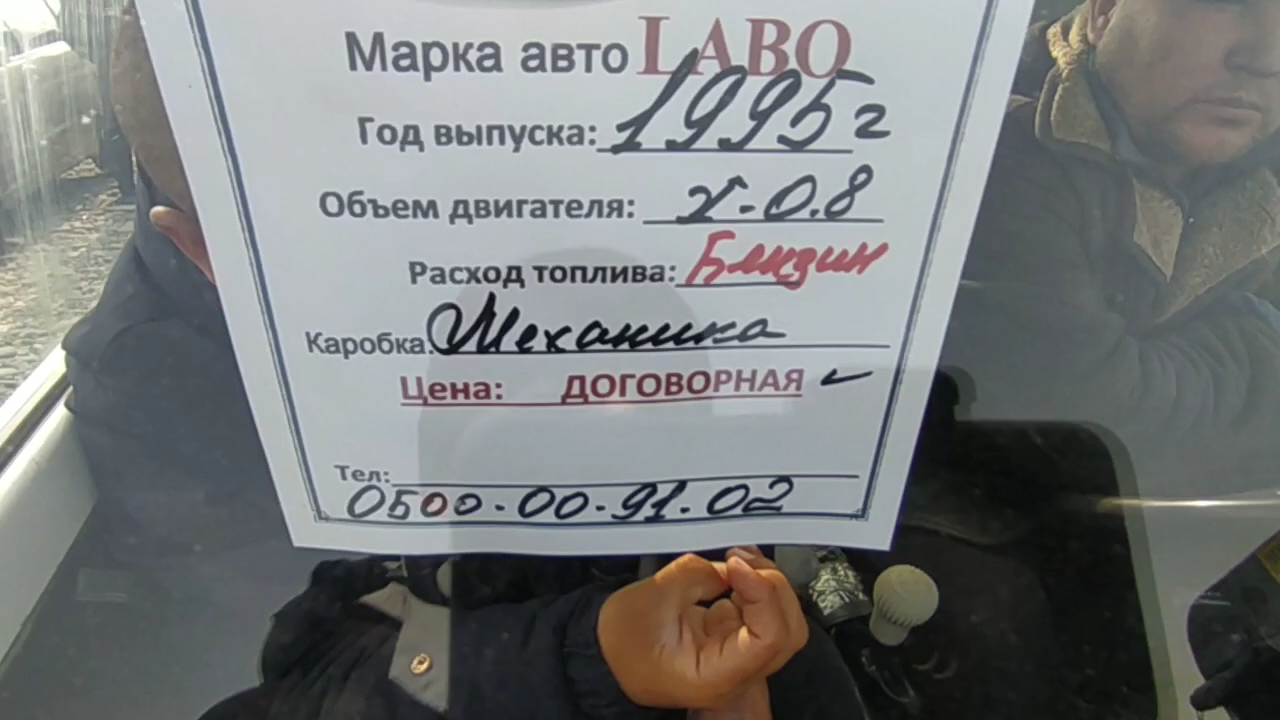 Марка авто LABO
Год выпуска: 1995 г
Объем двигателя: V-0.8
Расход топлива: Бензин
Каробка: Механика
Цена: ДОГОВОРНАЯ
Тел:
0500-00-91-02